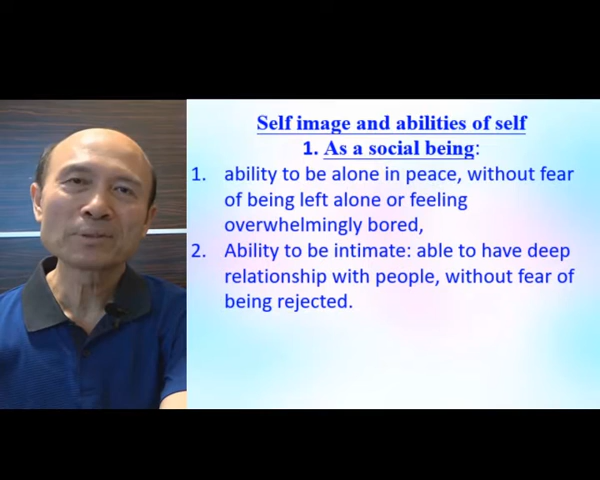 Self image and abilities of self
1. As a social being:
1. ability to be alone in peace, without fear
of being left alone or feeling
overwhelmingly bored,
2. Ability to be intimate: able to have deep
relationship with people, without fear of
being rejected.